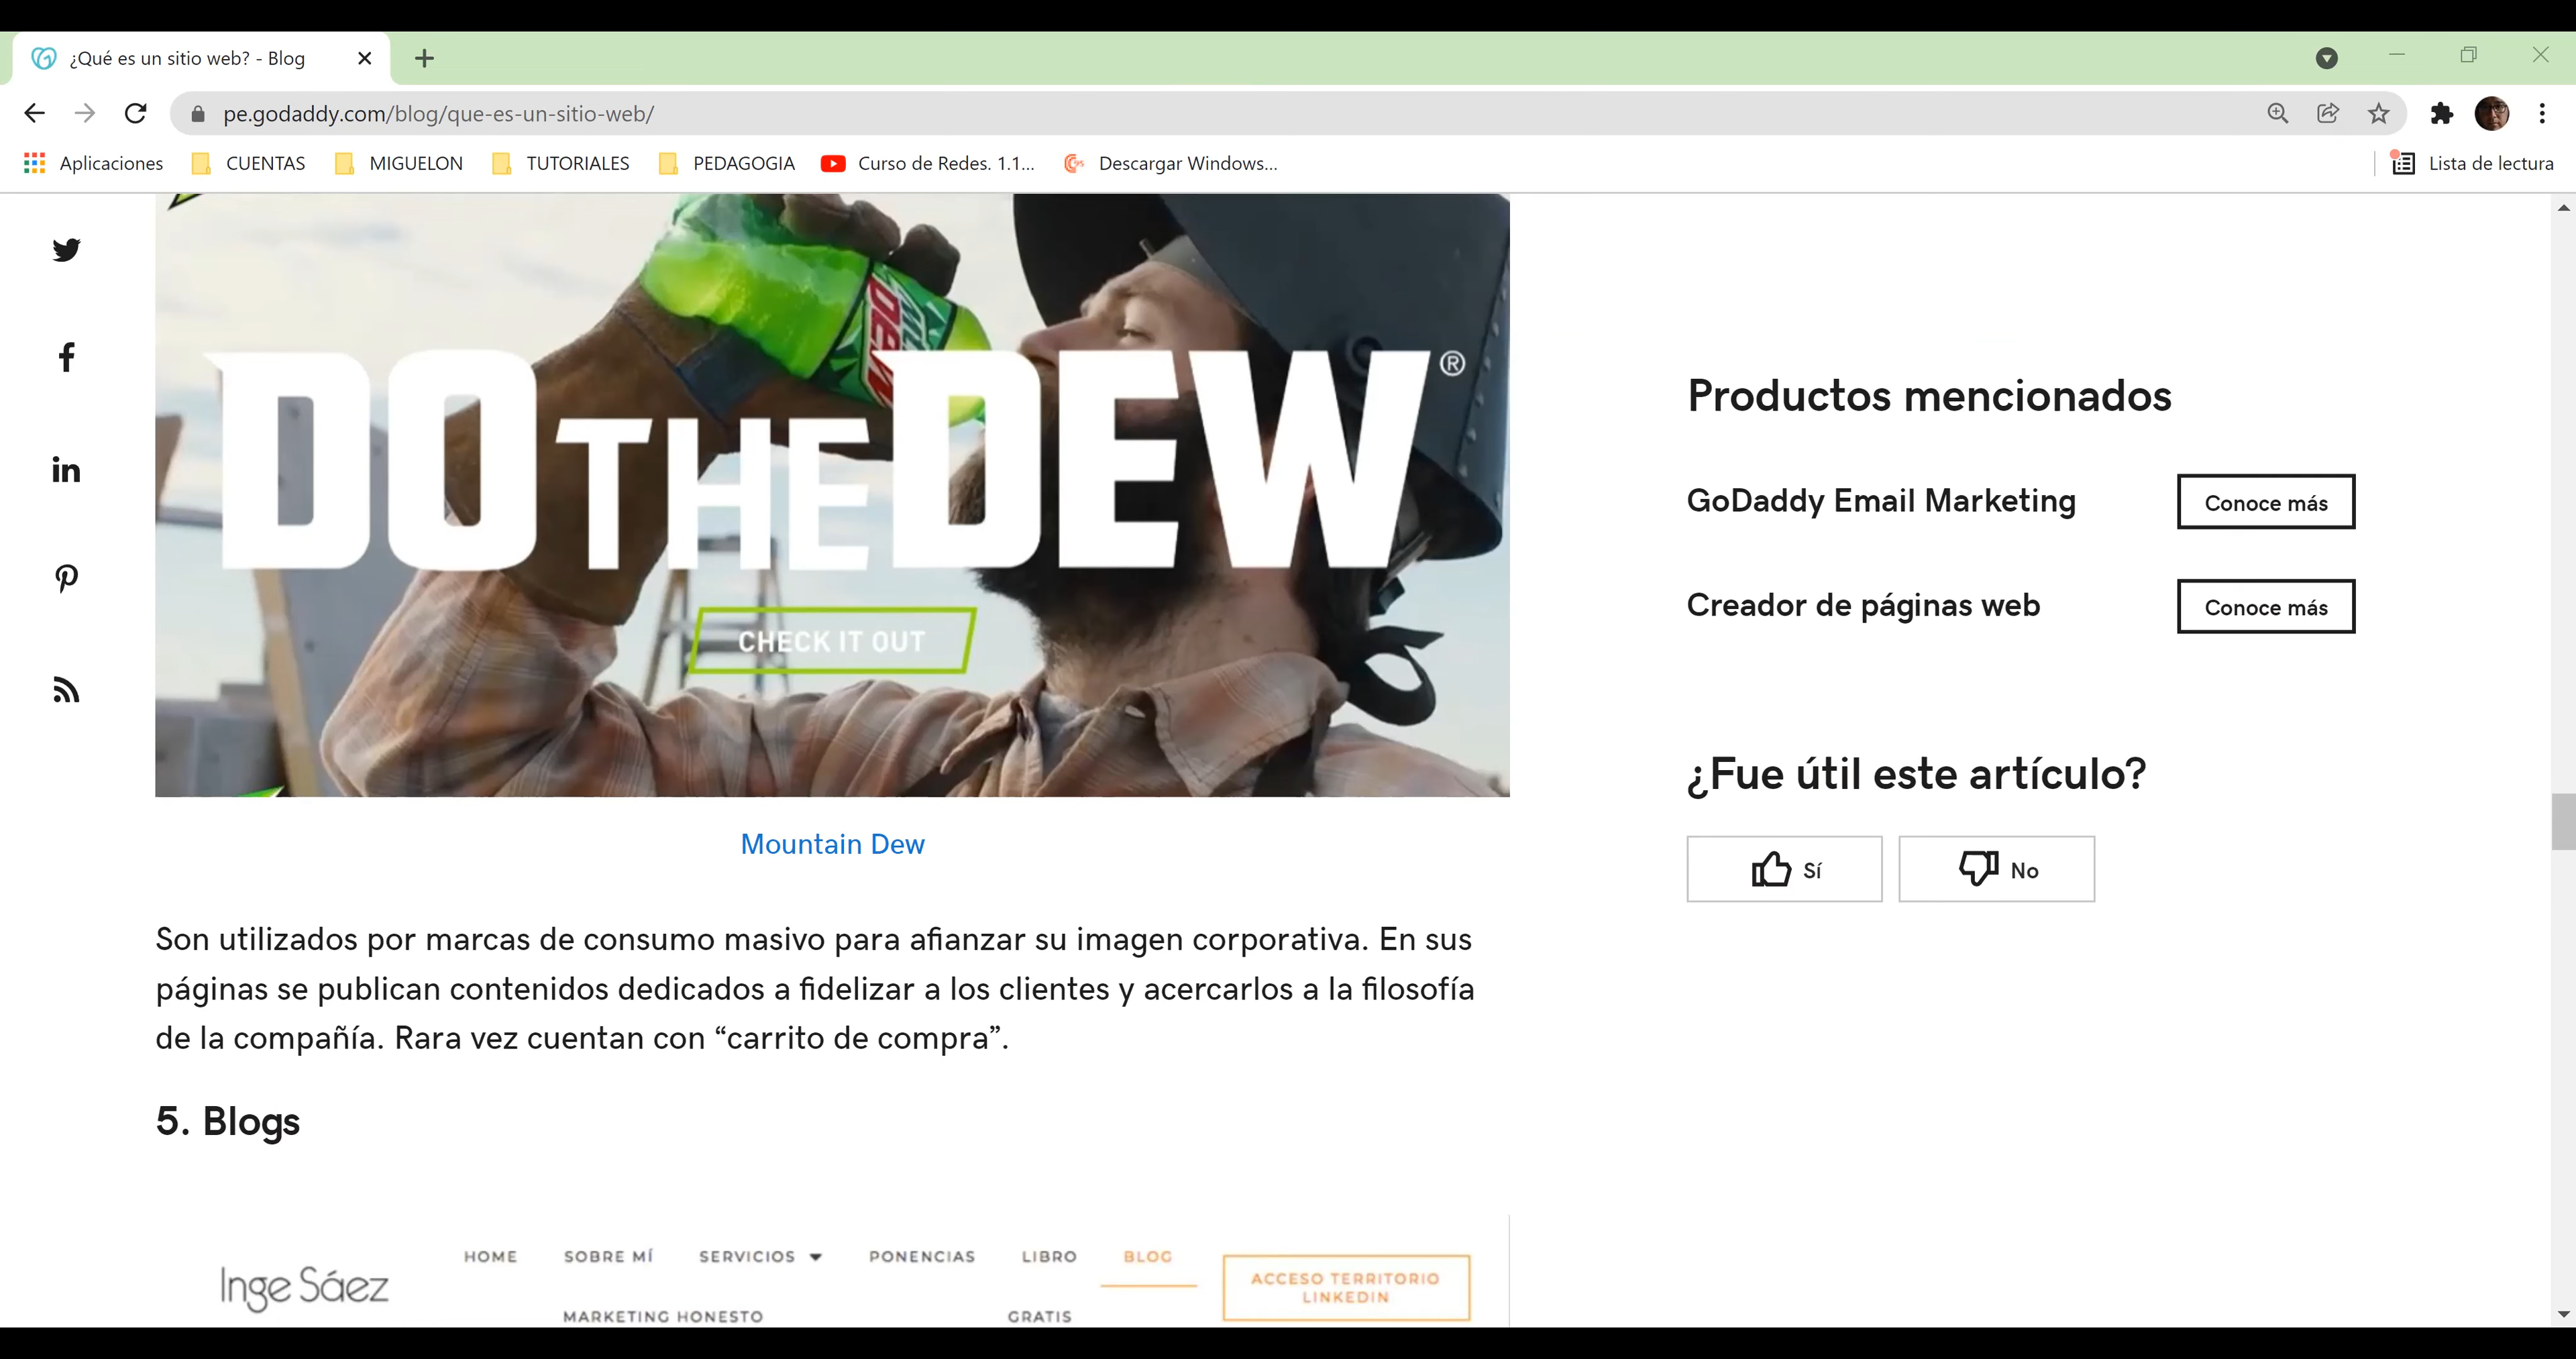 ¿Qué es un sitio web? - Blog
pe.godaddy.com/blog/que-es-un-sitio-web/
Aplicaciones CUENTAS MIGUELON TUTORIALES PEDAGOGIA Curso de Redes. 1.1... Descargar Windows... Lista de lectura
MTN DEW
DO THE DEW®
CHECK IT OUT
Mountain Dew
Son utilizados por marcas de consumo masivo para afianzar su imagen corporativa. En sus
páginas se publican contenidos dedicados a fidelizar a los clientes y acercarlos a la filosofía
de la compañía. Rara vez cuentan con “carrito de compra”.
5. Blogs
Inge Sáez
HOME SOBRE MÍ SERVICIOS PONENCIAS LIBRO BLOG
MARKETING HONESTO GRATIS
ACCESO TERRITORIO
LINKEDIN
Productos mencionados
GoDaddy Email Marketing Conoce más
Creador de páginas web Conoce más
¿Fue útil este artículo?
Sí No